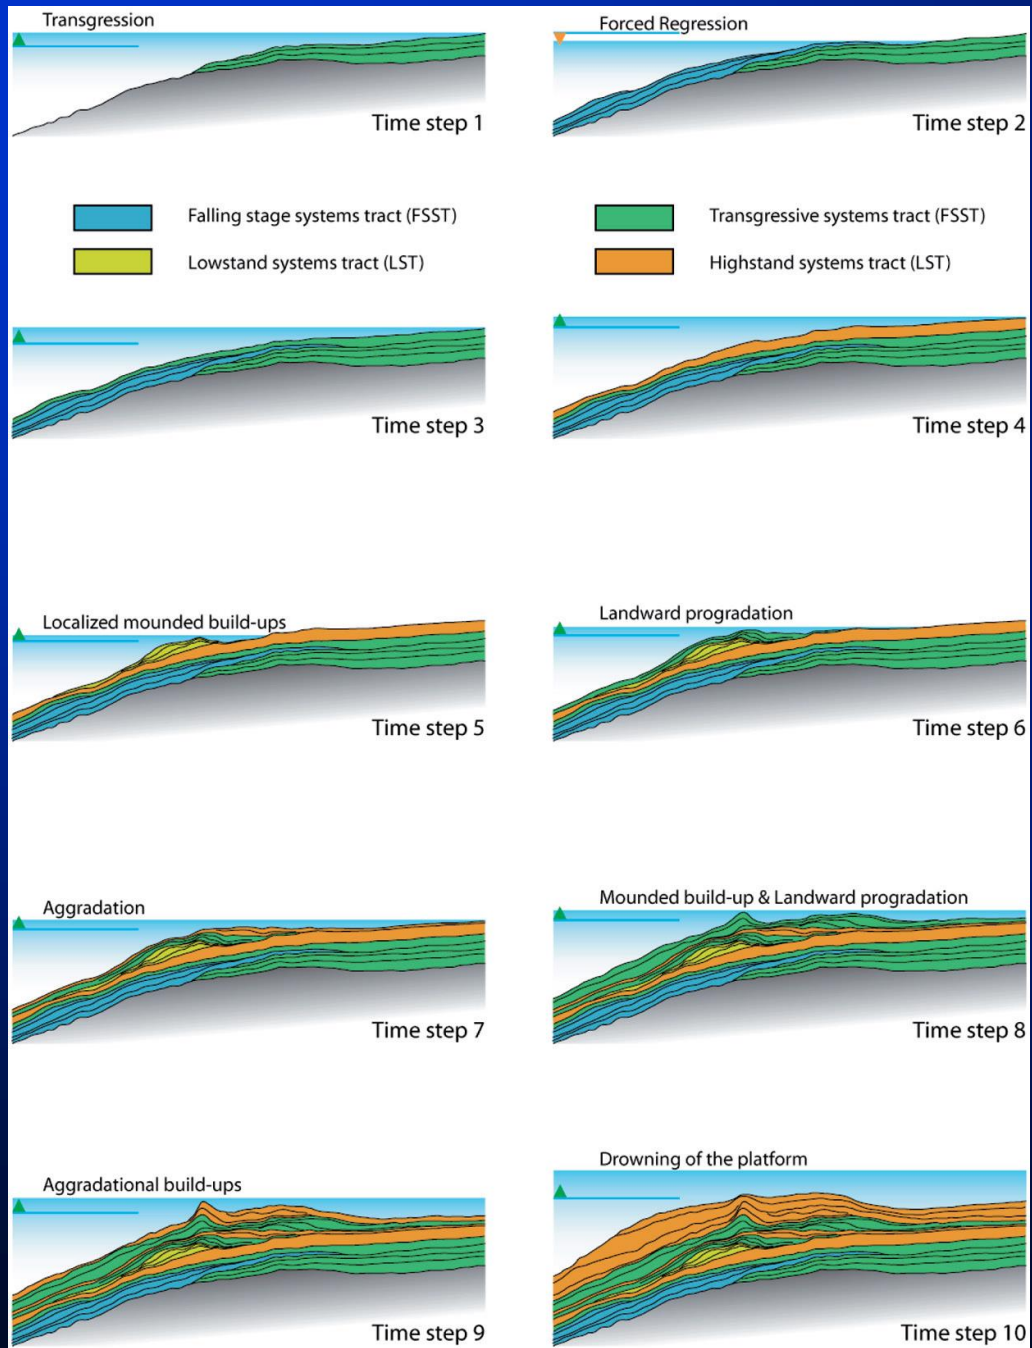 Transgression
Forced Regression
Time step 1
Time step 2
Falling stage systems tract (FSST)
Transgressive systems tract (FSST)
Lowstand systems tract (LST)
Highstand systems tract (LST)
Time step 3
Time step 4
Localized mounded build-ups
Landward progradation
Time step 5
Time step 6
Aggradation
Mounded build-up & Landward progradation
Time step 7
Time step 8
Aggradational build-ups
Drowning of the platform
Time step 9
Time step 10